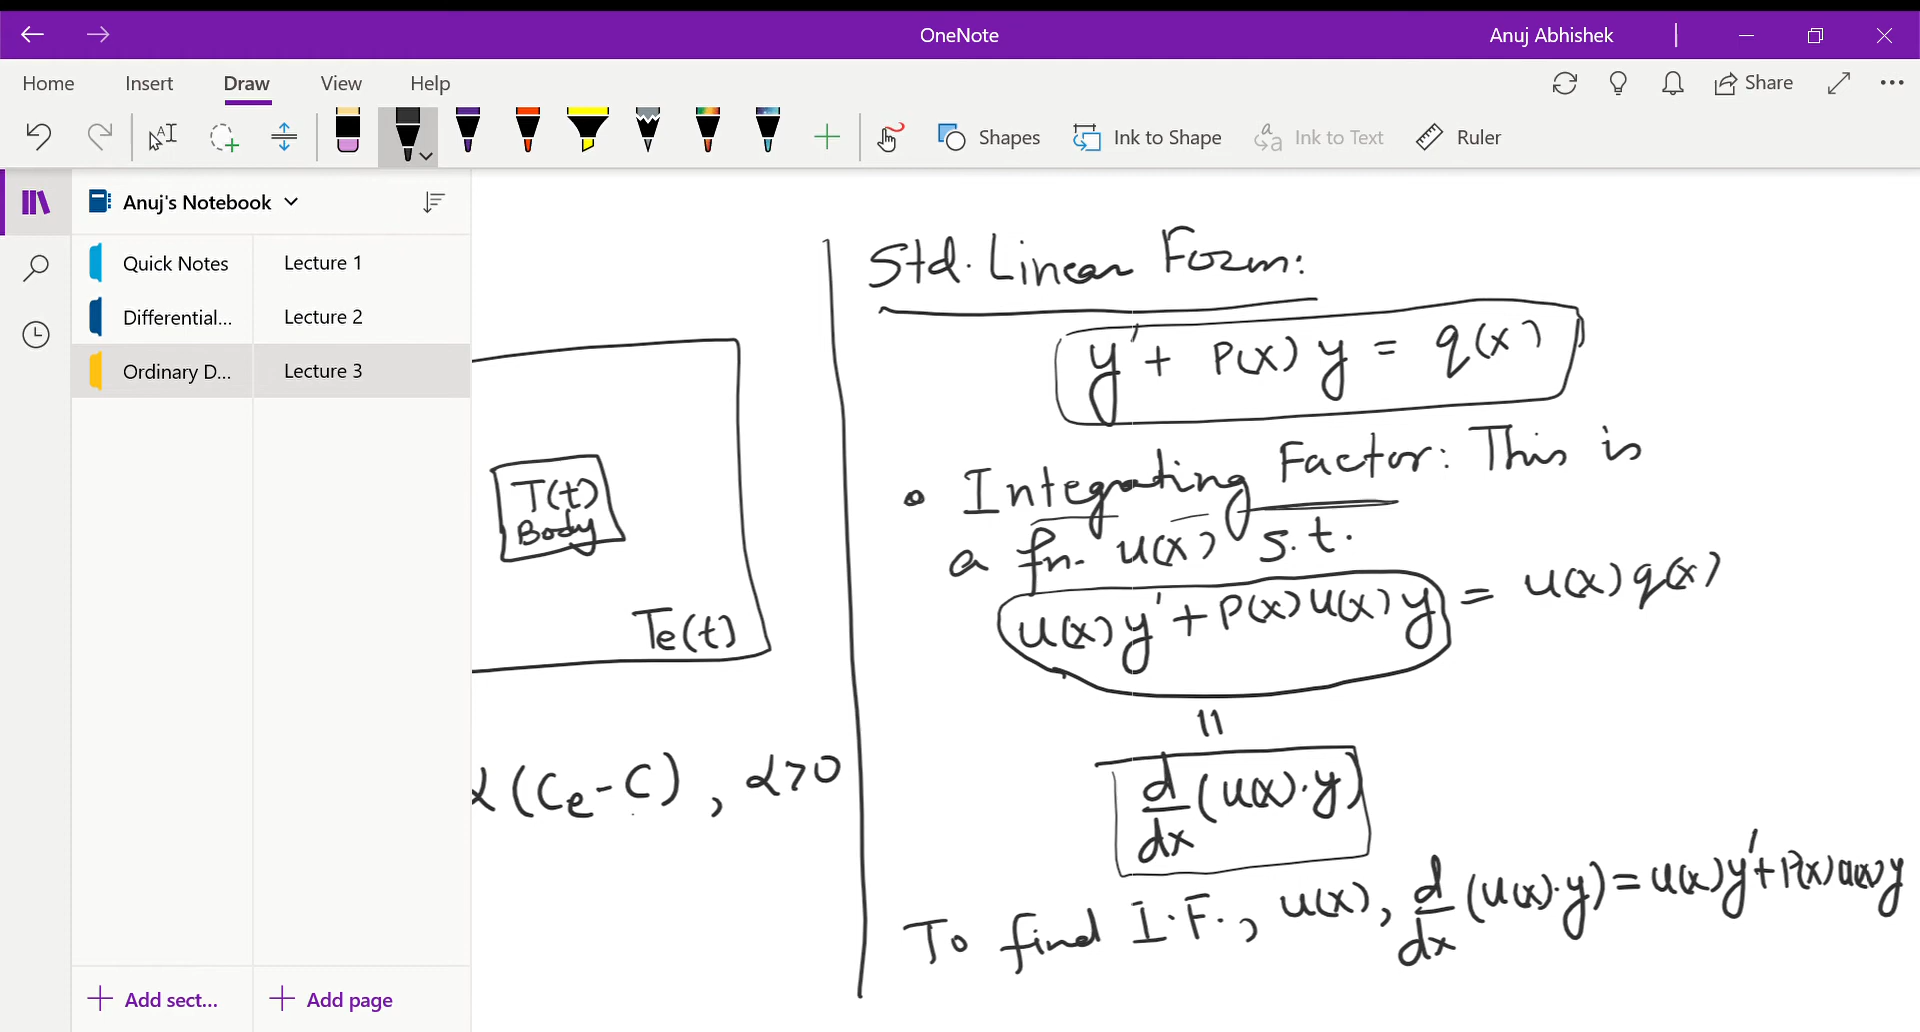 OneNote
Anuj Abhishek
Home Insert Draw View Help
Share
Shapes Ink to Shape Ink to Text Ruler
Anuj's Notebook
Quick Notes
Differential...
Ordinary D...
Lecture 1
Lecture 2
Lecture 3
Add sect...
Add page
T(t)
Body
Te(t)
α(Ce-C), α>0
Std. Linear Form:
y' + P(x) y = q(x)
• Integrating Factor: This is
a fn. u(x) s.t.
u(x)y' + P(x)u(x)y = u(x)q(x)
||
d/dx (u(x)·y)
To find I.F., u(x), d/dx (u(x)·y) = u(x)y' + P(x)u(x)y